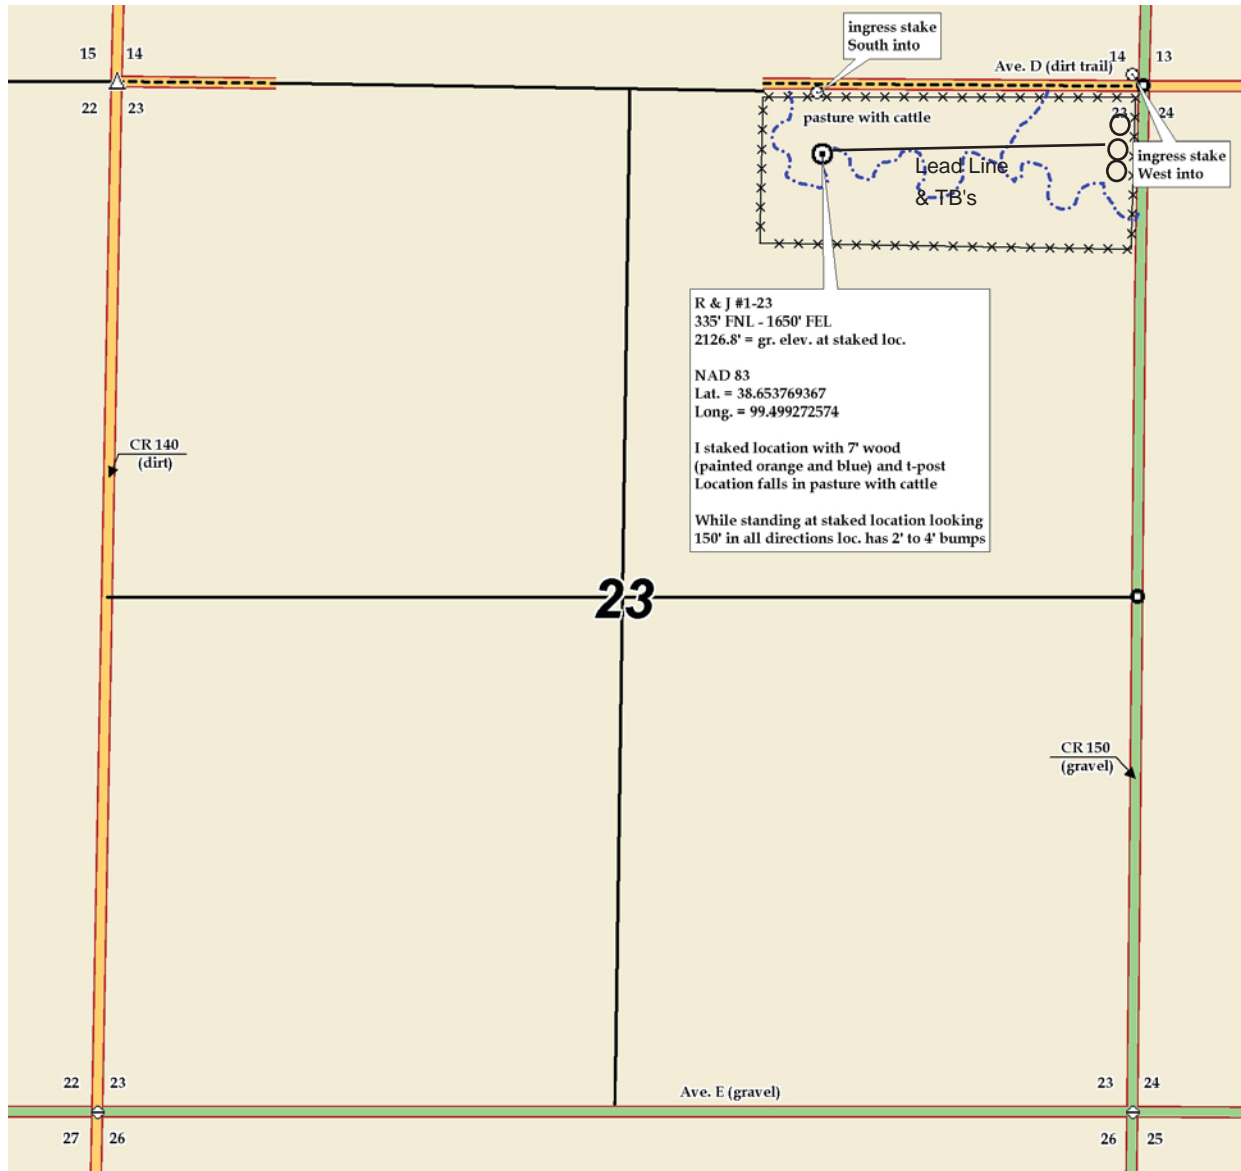 ingress stake
South into
15 14
14 13
Ave. D (dirt trail)
22 23
23 24
pasture with cattle
ingress stake
West into
Lead Line
& TB's
R & J #1-23
335' FNL - 1650' FEL
2126.8' = gr. elev. at staked loc.
NAD 83
Lat. = 38.653769367
Long. = 99.499272574
I staked location with 7' wood
(painted orange and blue) and t-post
Location falls in pasture with cattle
While standing at staked location looking
150' in all directions loc. has 2' to 4' bumps
CR 140
(dirt)
23
CR 150
(gravel)
22 23
23 24
Ave. E (gravel)
27 26
26 25